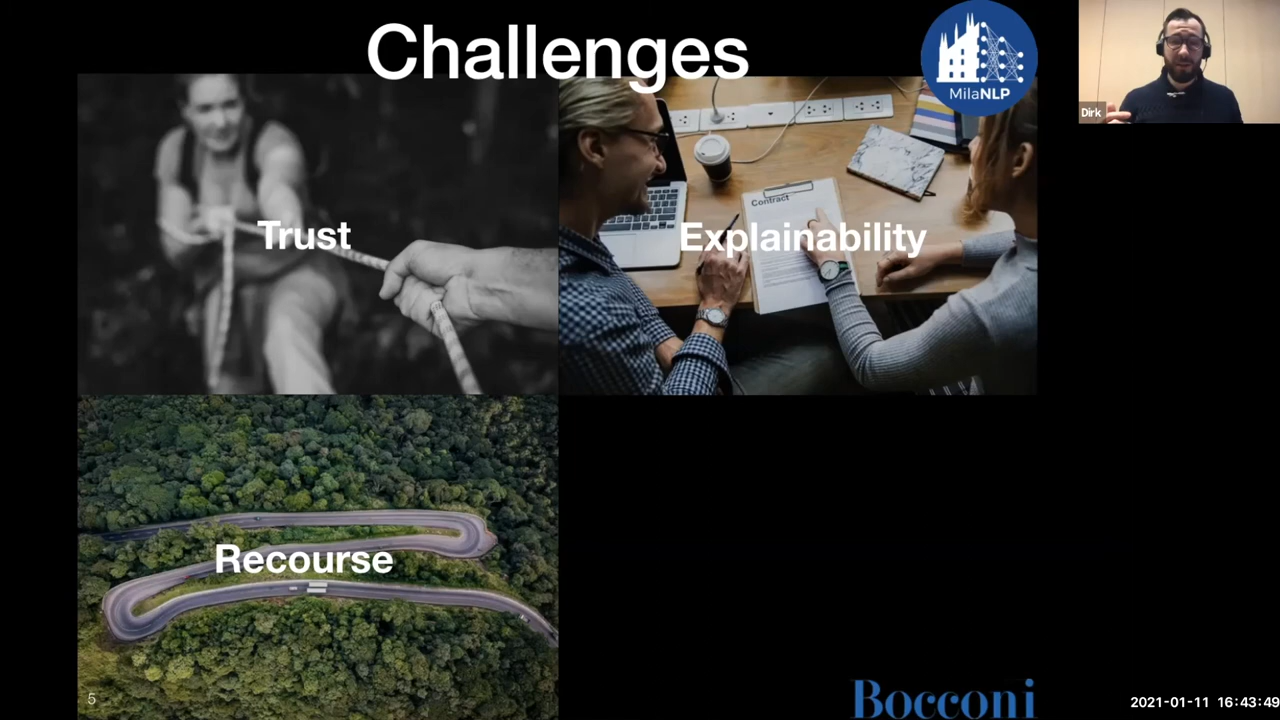 Challenges
MilaNLP
Dirk
Trust
Contract
Explainability
Recourse
5
Bocconi
2021-01-11 16:43:49